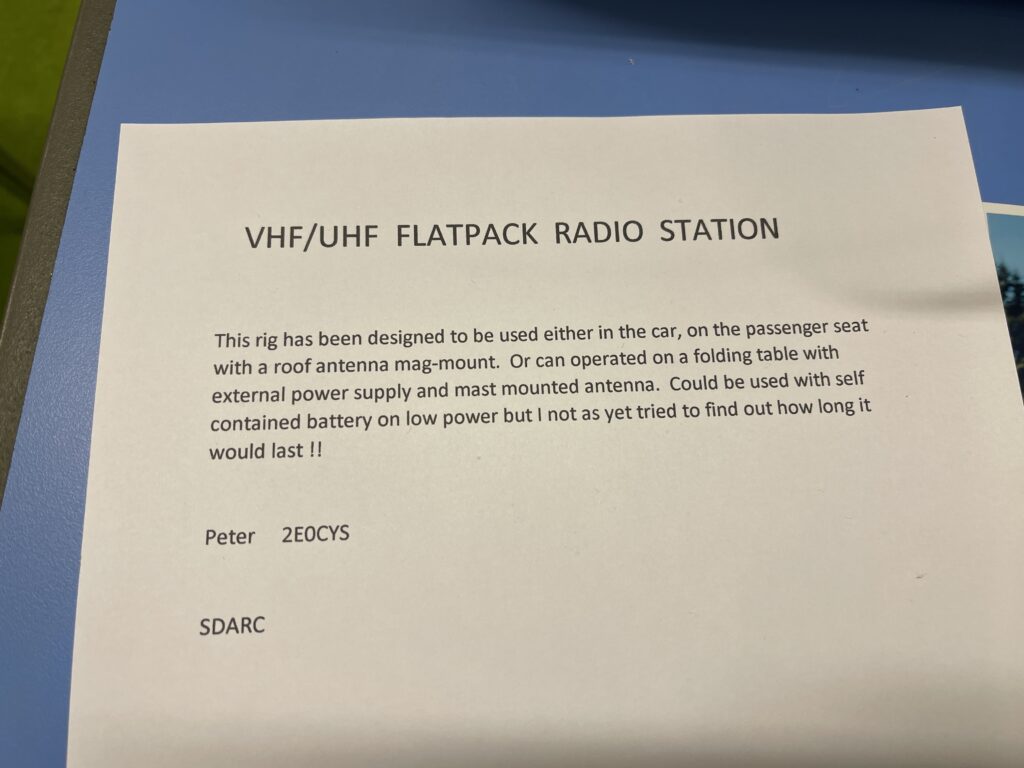 VHF/UHF FLATPACK RADIO STATION
This rig has been designed to be used either in the car, on the passenger seat
with a roof antenna mag-mount. Or can operated on a folding table with
external power supply and mast mounted antenna. Could be used with self
contained battery on low power but I not as yet tried to find out how long it
would last !!
Peter 2E0CYS
SDARC